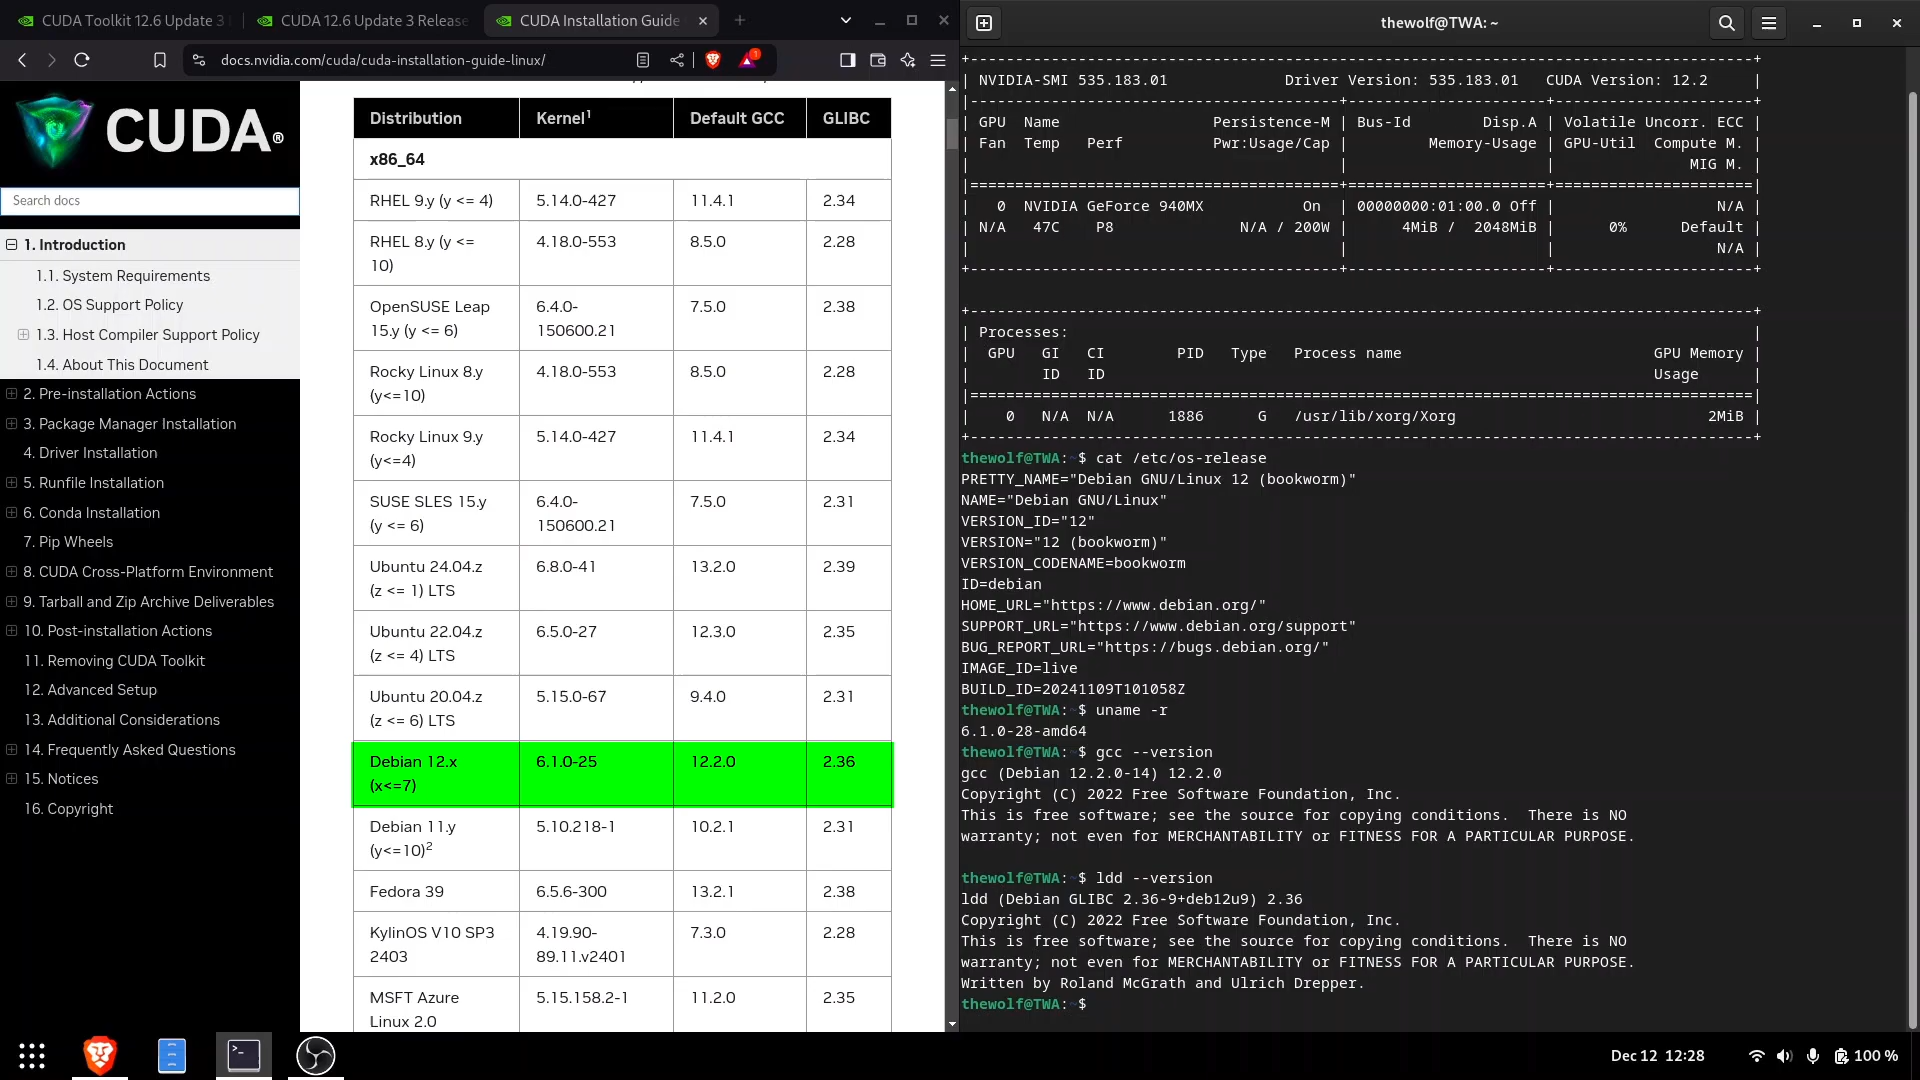 CUDA Toolkit 12.6 Update 3
CUDA 12.6 Update 3 Release
CUDA Installation Guide
docs.nvidia.com/cuda/cuda-installation-guide-linux/
1
CUDA®
Search docs
1. Introduction
1.1. System Requirements
1.2. OS Support Policy
1.3. Host Compiler Support Policy
1.4. About This Document
2. Pre-installation Actions
3. Package Manager Installation
4. Driver Installation
5. Runfile Installation
6. Conda Installation
7. Pip Wheels
8. CUDA Cross-Platform Environment
9. Tarball and Zip Archive Deliverables
10. Post-installation Actions
11. Removing CUDA Toolkit
12. Advanced Setup
13. Additional Considerations
14. Frequently Asked Questions
15. Notices
16. Copyright
Distribution Kernel¹ Default GCC GLIBC
x86_64
RHEL 9.y (y <= 4) 5.14.0-427 11.4.1 2.34
RHEL 8.y (y <= 4.18.0-553 8.5.0 2.28
10)
OpenSUSE Leap 6.4.0- 7.5.0 2.38
15.y (y <= 6) 150600.21
Rocky Linux 8.y 4.18.0-553 8.5.0 2.28
(y<=10)
Rocky Linux 9.y 5.14.0-427 11.4.1 2.34
(y<=4)
SUSE SLES 15.y 6.4.0- 7.5.0 2.31
(y <= 6) 150600.21
Ubuntu 24.04.z 6.8.0-41 13.2.0 2.39
(z <= 1) LTS
Ubuntu 22.04.z 6.5.0-27 12.3.0 2.35
(z <= 4) LTS
Ubuntu 20.04.z 5.15.0-67 9.4.0 2.31
(z <= 6) LTS
Debian 12.x 6.1.0-25 12.2.0 2.36
(x<=7)
Debian 11.y 5.10.218-1 10.2.1 2.31
(y<=10)²
Fedora 39 6.5.6-300 13.2.1 2.38
KylinOS V10 SP3 4.19.90- 7.3.0 2.28
2403 89.11.v2401
MSFT Azure 5.15.158.2-1 11.2.0 2.35
Linux 2.0
thewolf@TWA: ~
+---------------------------------------------------------------------------------------+
| NVIDIA-SMI 535.183.01             Driver Version: 535.183.01   CUDA Version: 12.2     |
|-----------------------------------------+----------------------+----------------------+
| GPU  Name                 Persistence-M | Bus-Id        Disp.A | Volatile Uncorr. ECC |
| Fan  Temp   Perf          Pwr:Usage/Cap |         Memory-Usage | GPU-Util  Compute M. |
|                                         |                      |               MIG M. |
|=========================================+======================+======================|
|   0  NVIDIA GeForce 940MX           On  | 00000000:01:00.0 Off |                  N/A |
| N/A   47C    P8              N/A / 200W |      4MiB /  2048MiB |      0%      Default |
|                                         |                      |                  N/A |
+-----------------------------------------+----------------------+----------------------+
+---------------------------------------------------------------------------------------+
| Processes:                                                                            |
|  GPU   GI   CI        PID   Type   Process name                            GPU Memory |
|        ID   ID                                                             Usage      |
|=======================================================================================|
|    0   N/A  N/A      1886      G   /usr/lib/xorg/Xorg                            2MiB |
+---------------------------------------------------------------------------------------+
thewolf@TWA:~$ cat /etc/os-release
PRETTY_NAME="Debian GNU/Linux 12 (bookworm)"
NAME="Debian GNU/Linux"
VERSION_ID="12"
VERSION="12 (bookworm)"
VERSION_CODENAME=bookworm
ID=debian
HOME_URL="https://www.debian.org/"
SUPPORT_URL="https://www.debian.org/support"
BUG_REPORT_URL="https://bugs.debian.org/"
IMAGE_ID=live
BUILD_ID=20241109T101058Z
thewolf@TWA:~$ uname -r
6.1.0-28-amd64
thewolf@TWA:~$ gcc --version
gcc (Debian 12.2.0-14) 12.2.0
Copyright (C) 2022 Free Software Foundation, Inc.
This is free software; see the source for copying conditions.  There is NO
warranty; not even for MERCHANTABILITY or FITNESS FOR A PARTICULAR PURPOSE.
thewolf@TWA:~$ ldd --version
ldd (Debian GLIBC 2.36-9+deb12u9) 2.36
Copyright (C) 2022 Free Software Foundation, Inc.
This is free software; see the source for copying conditions.  There is NO
warranty; not even for MERCHANTABILITY or FITNESS FOR A PARTICULAR PURPOSE.
Written by Roland McGrath and Ulrich Drepper.
thewolf@TWA:~$
Dec 12 12:28
100 %